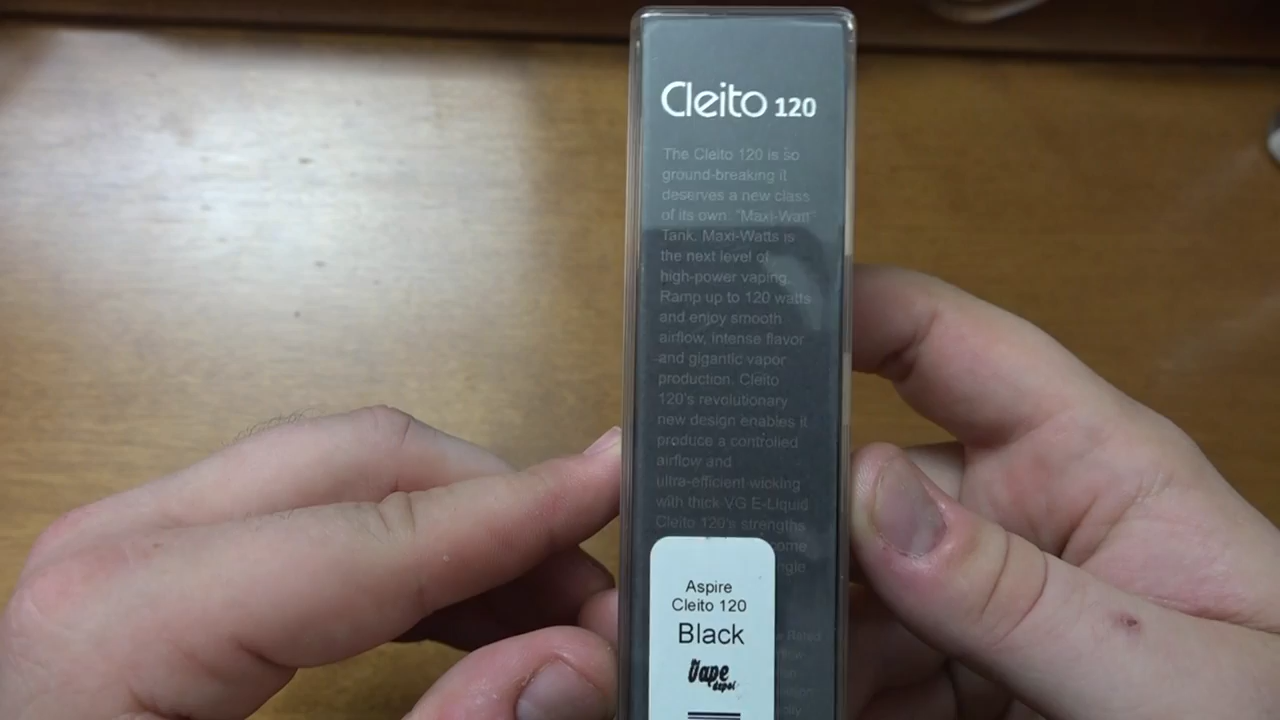 Cleito 120
The Cleito 120 is so
ground-breaking it
deserves a new class
of its own. "Maxi-Watt"
Tank. Maxi-Watts is
the next level of
high-power vaping.
Ramp up to 120 watts
and enjoy smooth
airflow, intense flavor
and gigantic vapor
production. Cleito
120's revolutionary
new design enables it
produce a controlled
airflow and
ultra-efficient wicking
with thick VG E-Liquid
Cleito 120's strengths
come
Rated
Aspire
Cleito 120
Black
Vape
depot